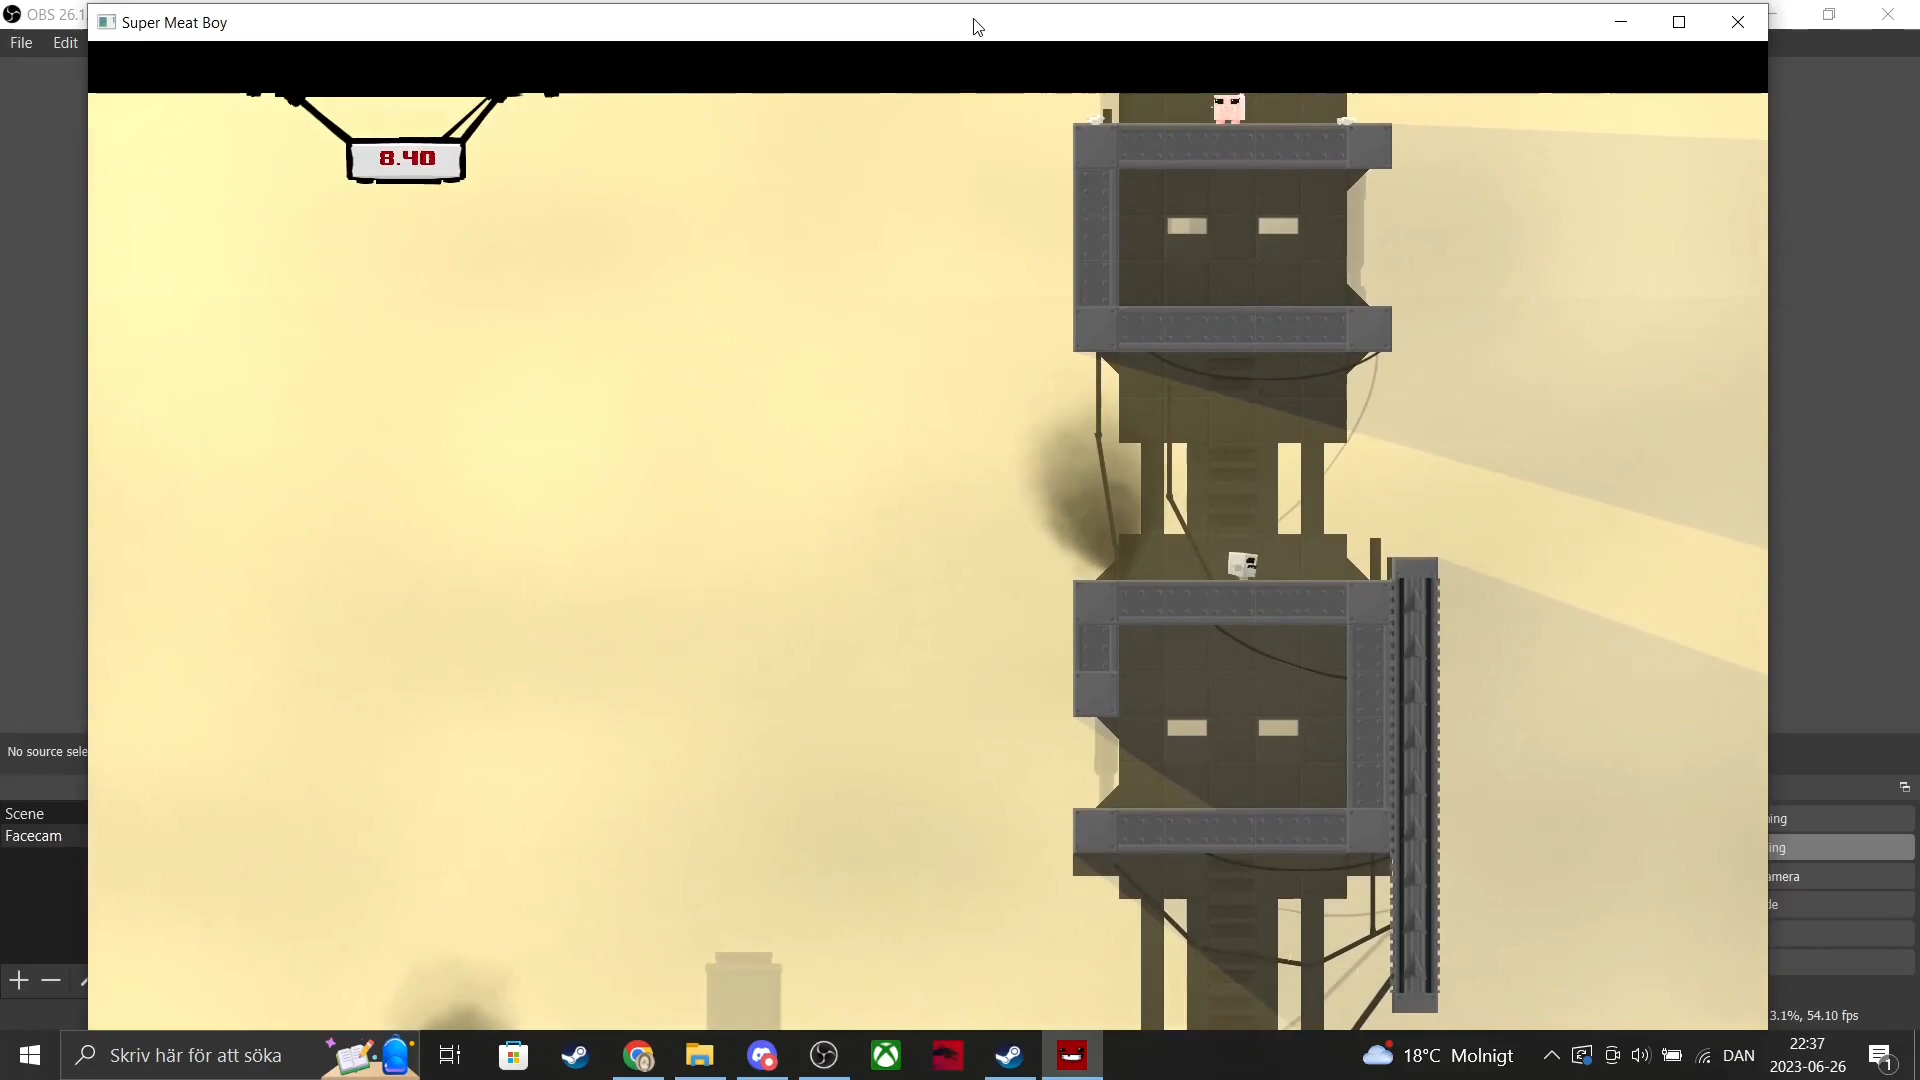 OBS 26.1
Super Meat Boy
File
Edit
8.40
No source sele
Scene
ing
Facecam
ing
amera
de
3.1%, 54.10 fps
Skriv här för att söka
18°C Molnigt
DAN
22:37
2023-06-26
1